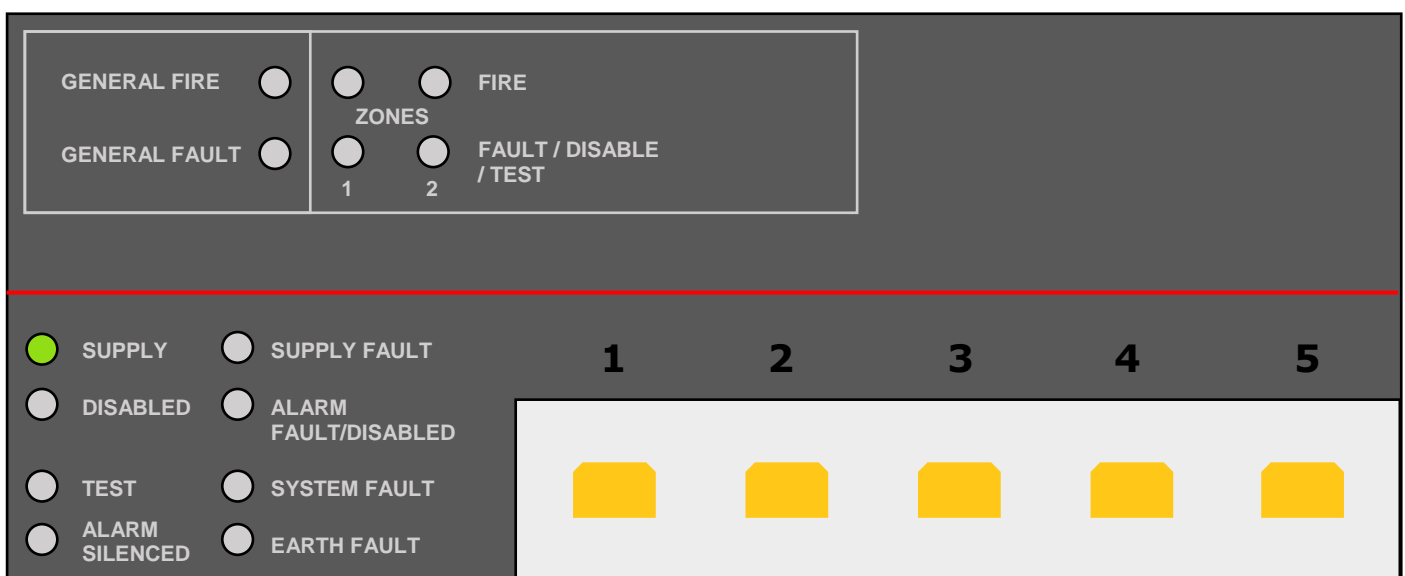 GENERAL FIRE
FIRE
ZONES
GENERAL FAULT
FAULT / DISABLE
/ TEST
1 2
SUPPLY
SUPPLY FAULT
1 2 3 4 5
DISABLED
ALARM
FAULT/DISABLED
TEST
SYSTEM FAULT
ALARM
SILENCED
EARTH FAULT